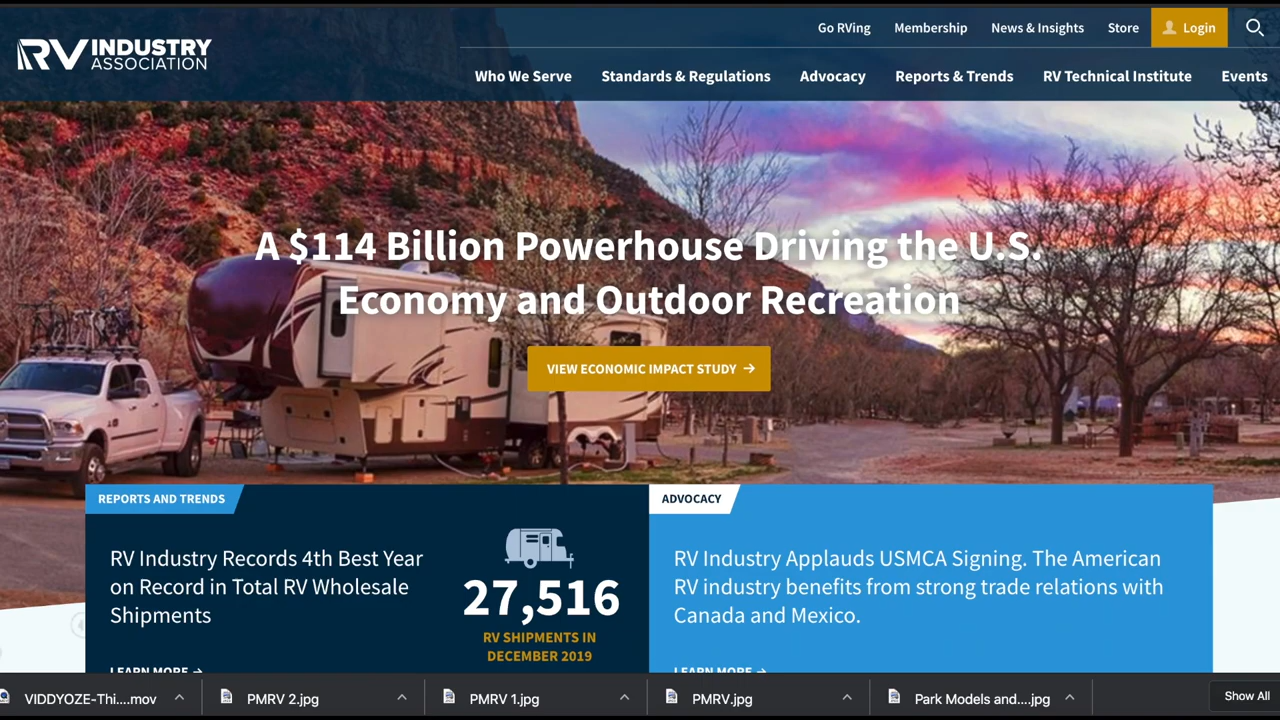 Go RVing
Membership
News & Insights
Store
Login
RV INDUSTRY
ASSOCIATION
Who We Serve
Standards & Regulations
Advocacy
Reports & Trends
RV Technical Institute
Events
A $114 Billion Powerhouse Driving the U.S.
Economy and Outdoor Recreation
VIEW ECONOMIC IMPACT STUDY →
REPORTS AND TRENDS
RV Industry Records 4th Best Year
on Record in Total RV Wholesale
Shipments
LEARN MORE →
27,516
RV SHIPMENTS IN
DECEMBER 2019
ADVOCACY
RV Industry Applauds USMCA Signing. The American
RV industry benefits from strong trade relations with
Canada and Mexico.
LEARN MORE →
VIDDYOZE-Thi....mov
PMRV 2.jpg
PMRV 1.jpg
PMRV.jpg
Park Models and....jpg
Show All